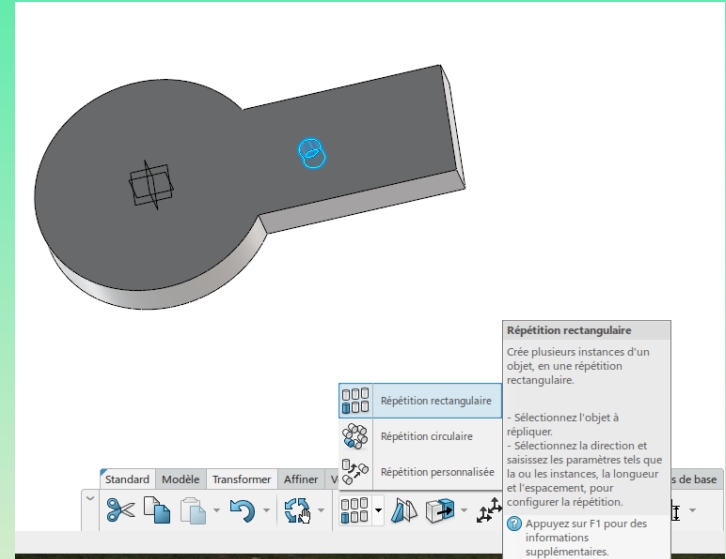 Répétition rectangulaire
Crée plusieurs instances d'un
objet, en une répétition
rectangulaire.
- Sélectionnez l'objet à
répliquer.
- Sélectionnez la direction et
saisissez les paramètres tels que
la ou les instances, la longueur
et l'espacement, pour
configurer la répétition.
Appuyez sur F1 pour des
informations
supplémentaires.
Répétition rectangulaire
Répétition circulaire
Répétition personnalisée
Standard Modèle Transformer Affiner s de base